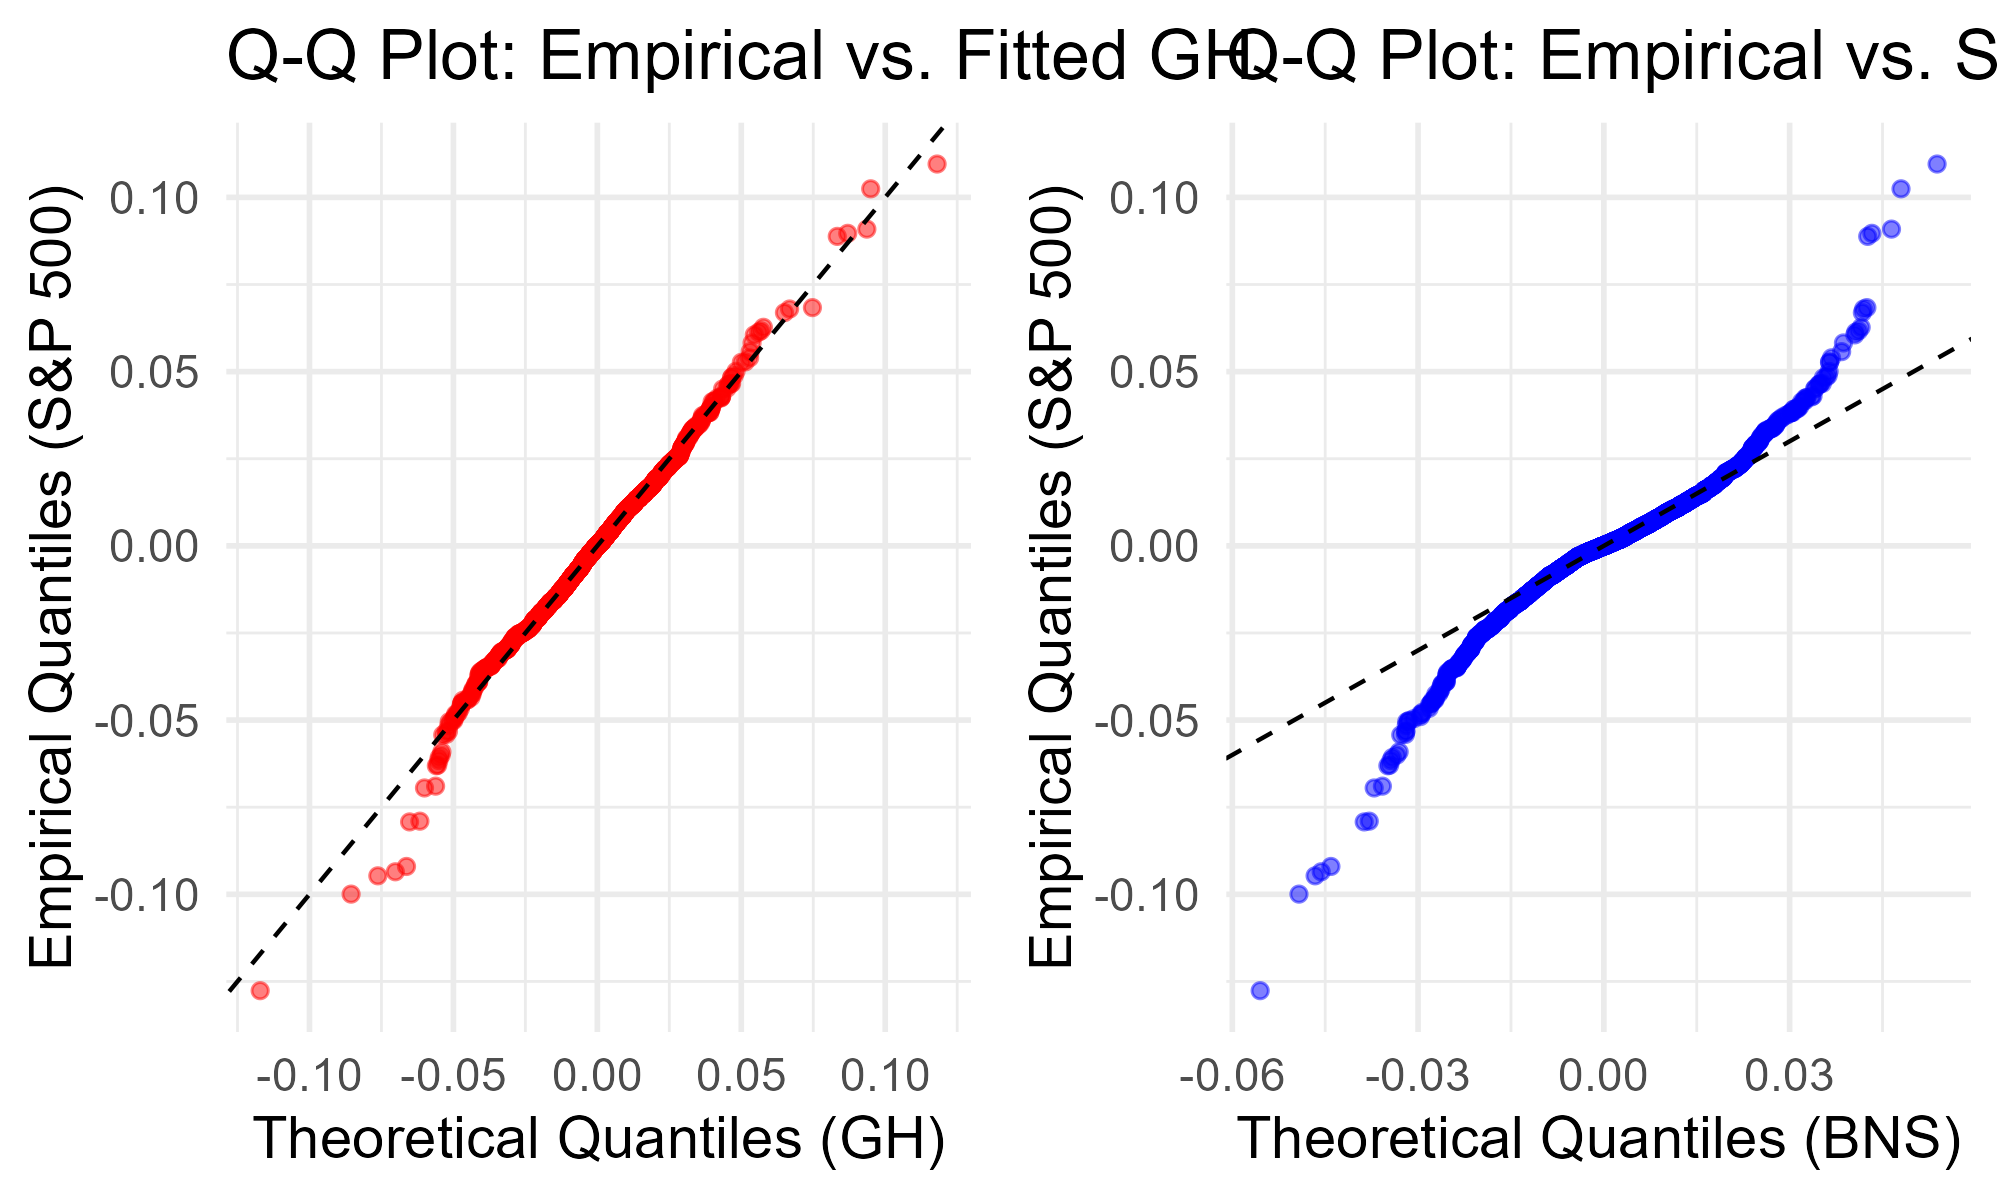 Q-Q Plot: Empirical vs. Fitted GH
Empirical Quantiles (S&P 500)
0.10
0.05
0.00
-0.05
-0.10
-0.10 -0.05 0.00 0.05 0.10
Theoretical Quantiles (GH)
Q-Q Plot: Empirical vs. S
Empirical Quantiles (S&P 500)
0.10
0.05
0.00
-0.05
-0.10
-0.06 -0.03 0.00 0.03
Theoretical Quantiles (BNS)